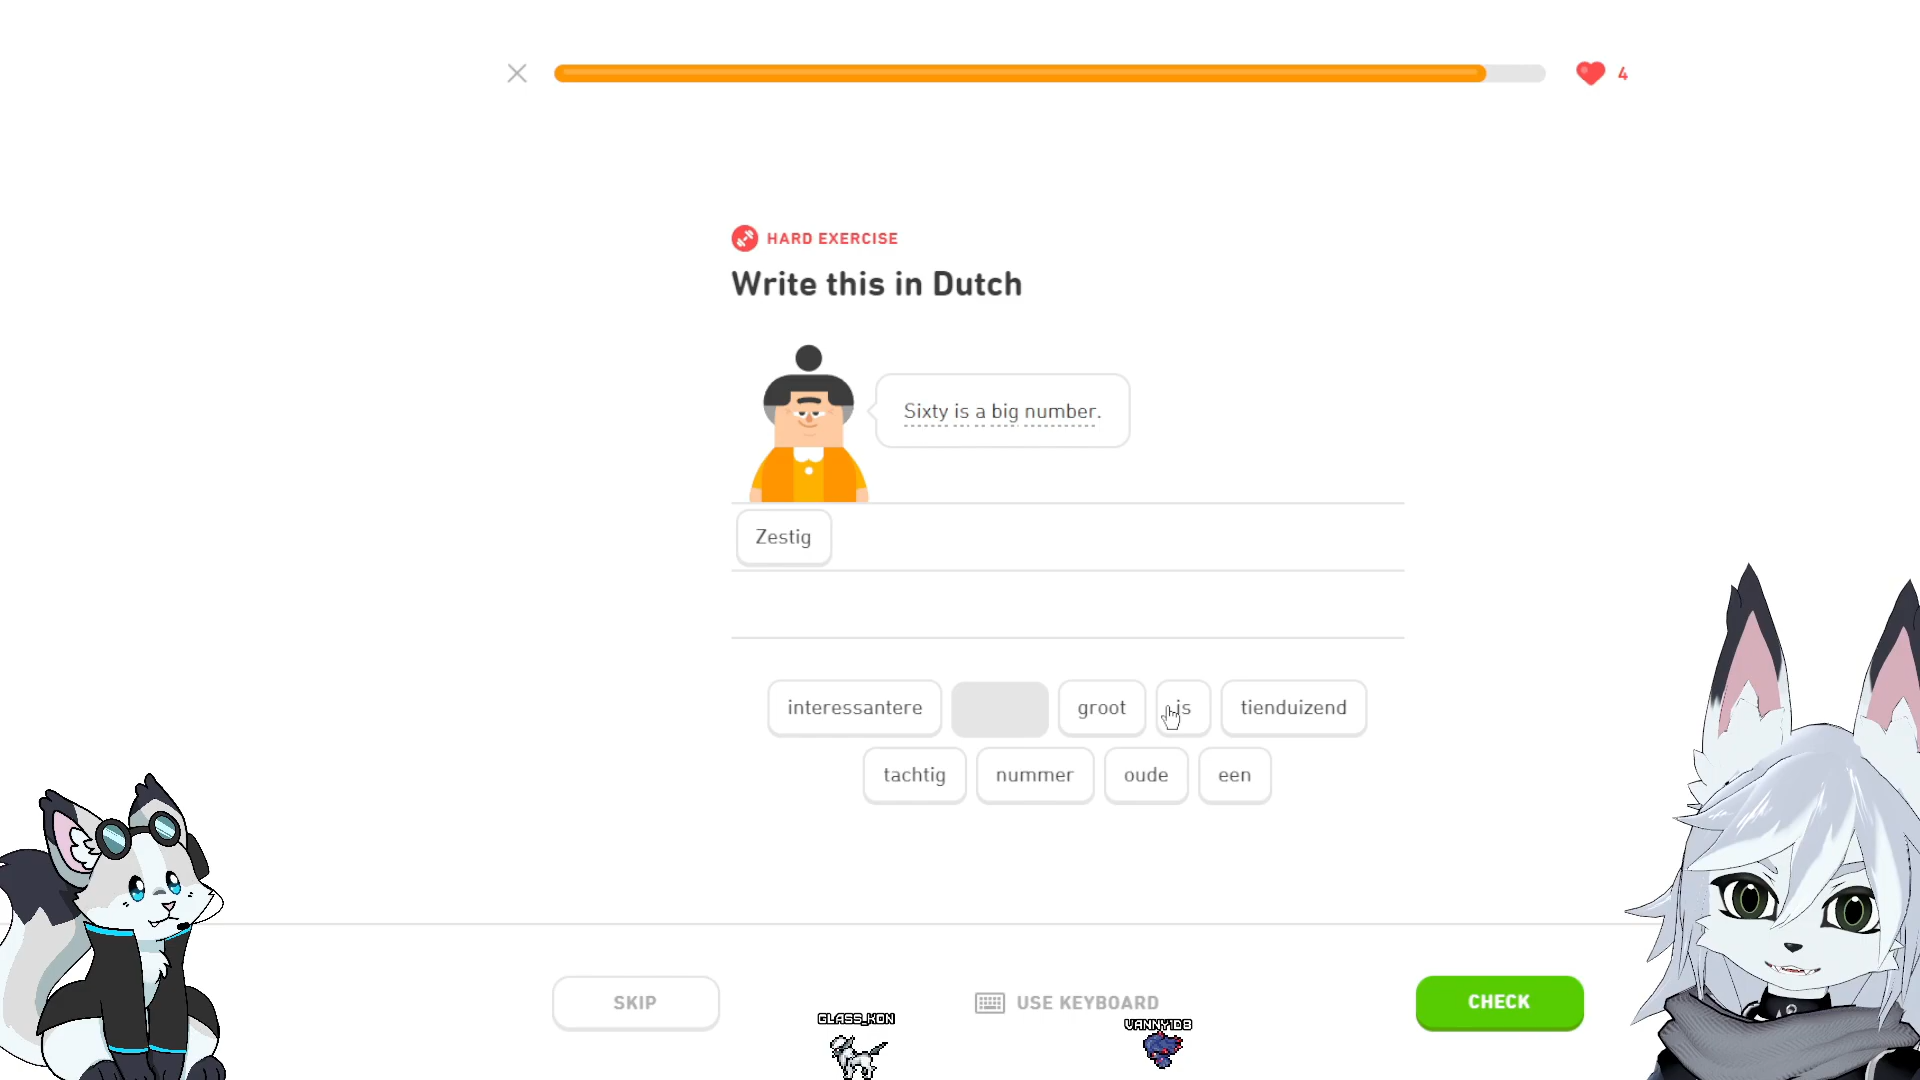 4
HARD EXERCISE
Write this in Dutch
Sixty is a big number.
Zestig
interessantere groot is tienduizend
tachtig nummer oude een
SKIP USE KEYBOARD CHECK
GLASS_KON VANNY1DB